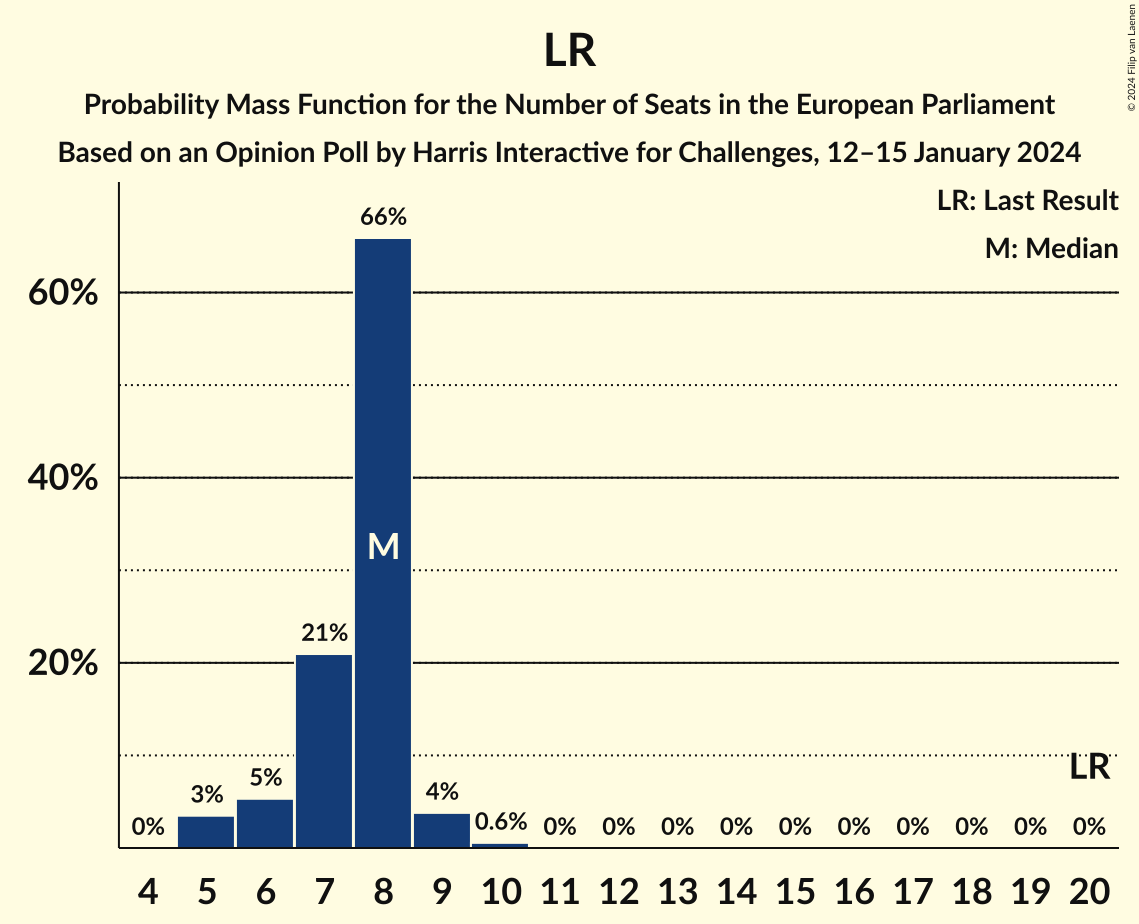 LR
Probability Mass Function for the Number of Seats in the European Parliament
Based on an Opinion Poll by Harris Interactive for Challenges, 12–15 January 2024
© 2024 Filip van Laenen
LR: Last Result
M: Median
60%
40%
20%
0%
3%
5%
21%
66%
M
4%
0.6%
0%
0%
0%
0%
0%
0%
0%
0%
0%
0%
LR
4 5 6 7 8 9 10 11 12 13 14 15 16 17 18 19 20